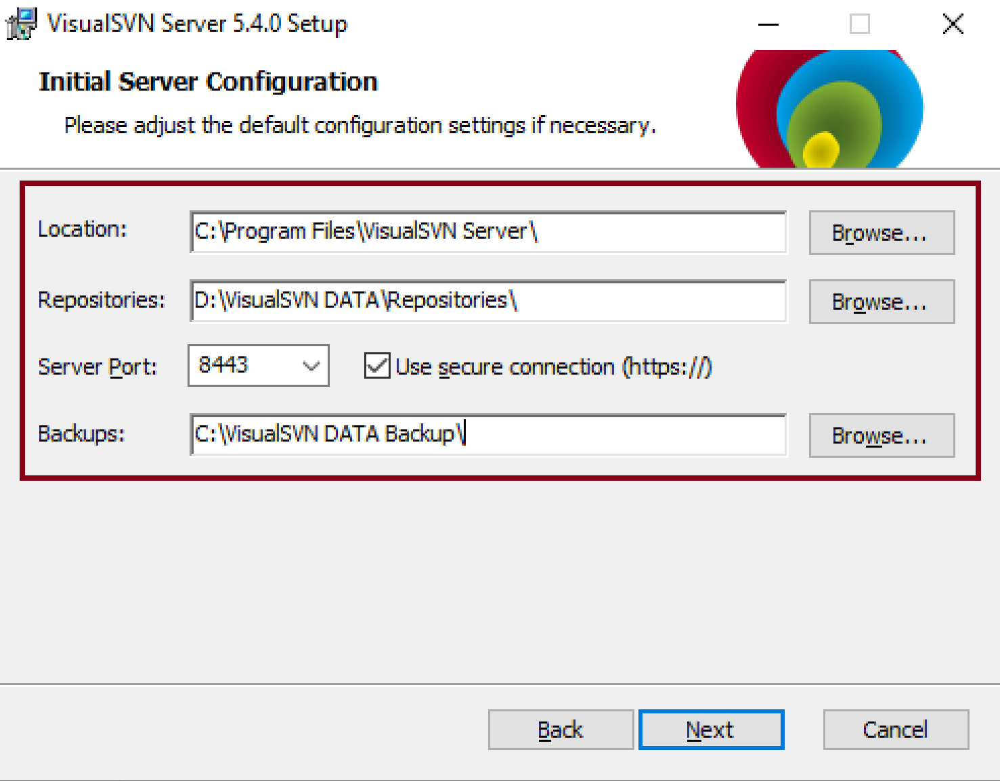 VisualSVN Server 5.4.0 Setup
Initial Server Configuration
Please adjust the default configuration settings if necessary.
Location: C:\Program Files\VisualSVN Server\ Browse...
Repositories: D:\VisualSVN DATA\Repositories\ Browse...
Server Port: 8443 Use secure connection (https://)
Backups: C:\VisualSVN DATA Backup\ Browse...
Back Next Cancel